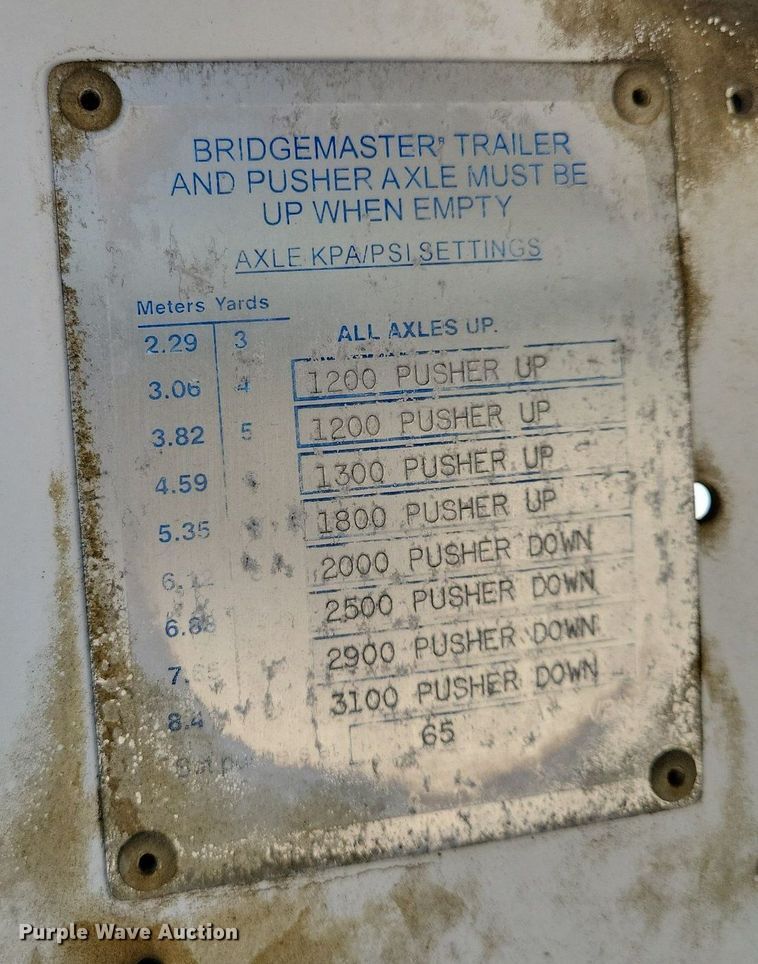 BRIDGEMASTER® TRAILER
AND PUSHER AXLE MUST BE
UP WHEN EMPTY
AXLE KPA/PSI SETTINGS
Meters Yards
2.29 3 ALL AXLES UP.
3.06 4 1200 PUSHER UP
3.82 5 1200 PUSHER UP
4.59 1300 PUSHER UP
5.35 1800 PUSHER UP
2000 PUSHER DOWN
6.88 2500 PUSHER DOWN
2900 PUSHER DOWN
3100 PUSHER DOWN
65
Purple Wave Auction